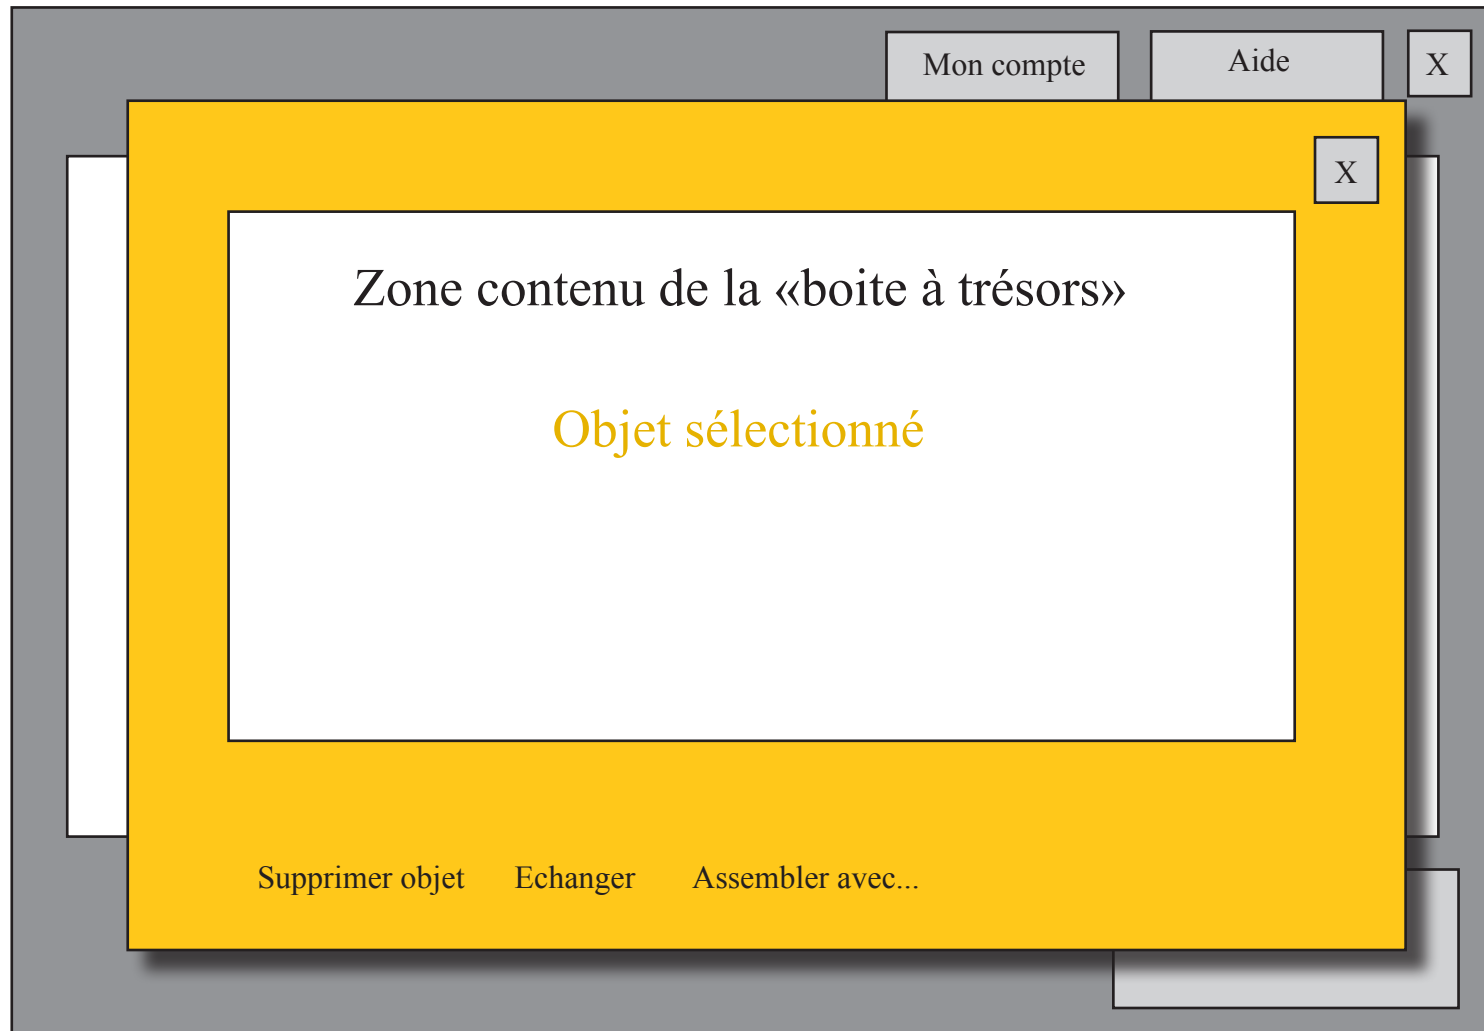 Mon compte
Aide
X
X
Zone contenu de la «boite à trésors»
Objet sélectionné
Supprimer objet
Echanger
Assembler avec...